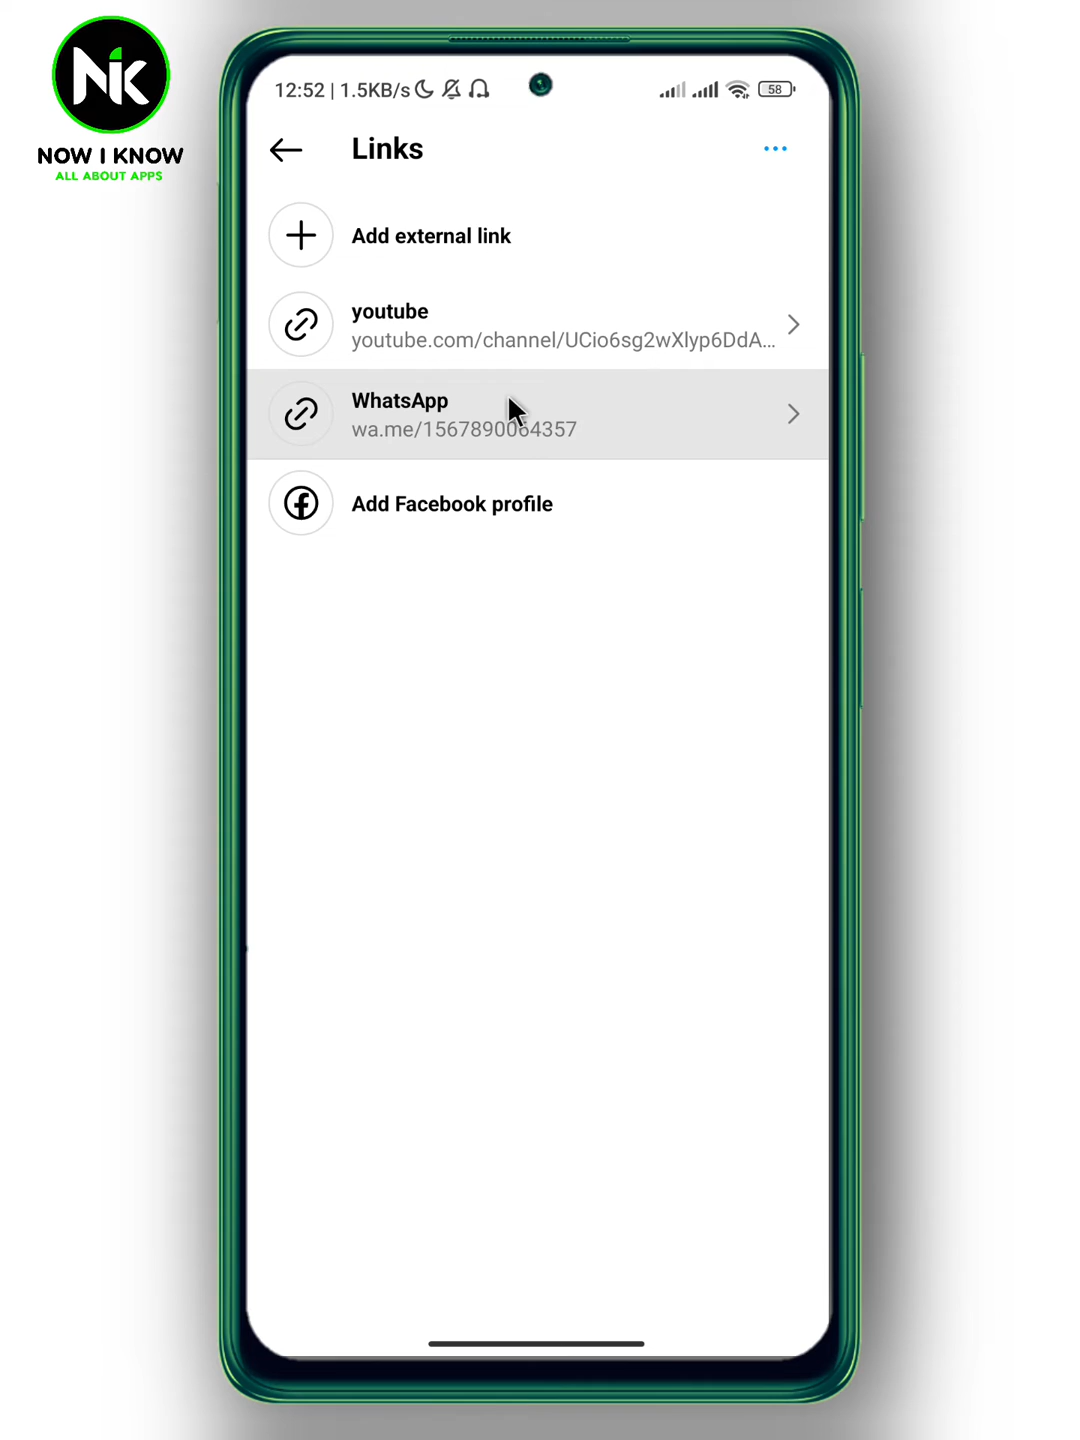 NIK
NOW I KNOW
ALL ABOUT APPS
12:52 | 1.5KB/s
58
Links
Add external link
youtube
youtube.com/channel/UCio6sg2wXlyp6DdA...
WhatsApp
wa.me/1567890064357
Add Facebook profile